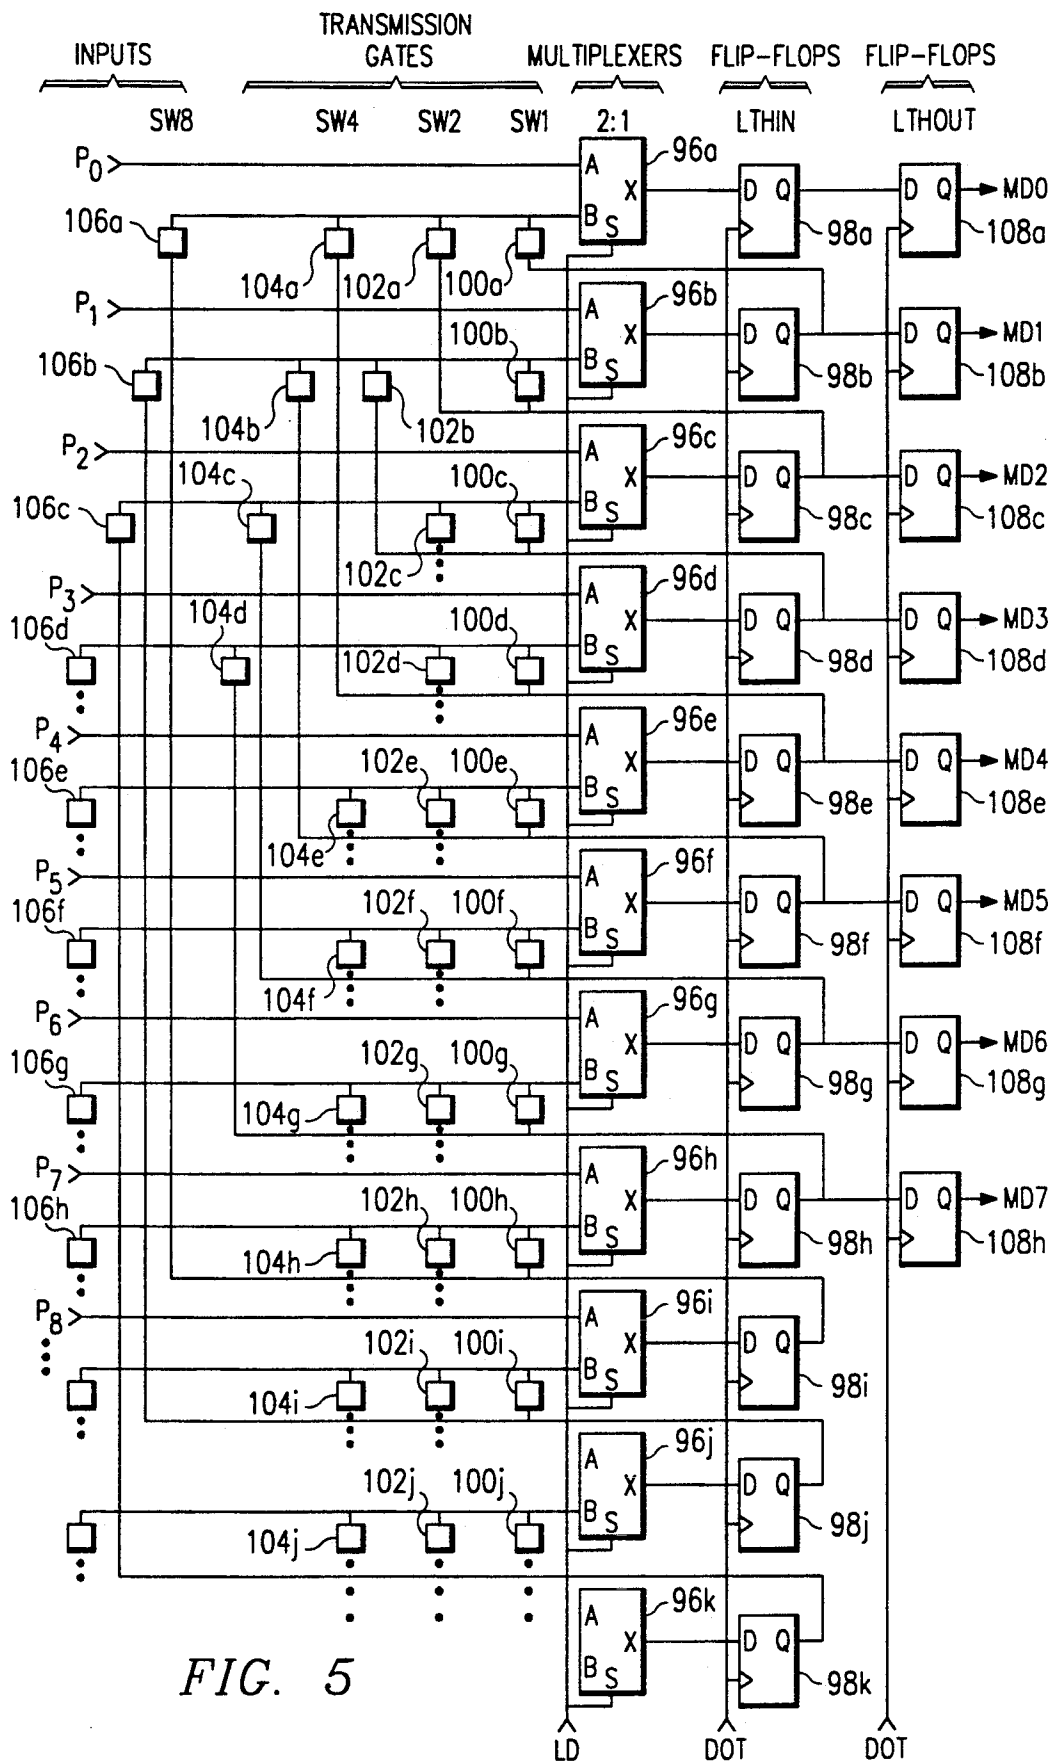 TRANSMISSION
INPUTS GATES MULTIPLEXERS FLIP-FLOPS FLIP-FLOPS
SW8 SW4 SW2 SW1 2:1 LTHIN LTHOUT
P0 A X B S 96a D Q 98a D Q 108a MD0
106a 104a 102a 100a
P1 A X B S 96b D Q 98b D Q 108b MD1
106b 104b 102b 100b
P2 A X B S 96c D Q 98c D Q 108c MD2
106c 104c 102c 100c
P3 A X B S 96d D Q 98d D Q 108d MD3
106d 104d 102d 100d
P4 A X B S 96e D Q 98e D Q 108e MD4
106e 104e 102e 100e
P5 A X B S 96f D Q 98f D Q 108f MD5
106f 104f 102f 100f
P6 A X B S 96g D Q 98g D Q 108g MD6
106g 104g 102g 100g
P7 A X B S 96h D Q 98h D Q 108h MD7
106h 104h 102h 100h
P8 A X B S 96i D Q 98i
104i 102i 100i
A X B S 96j D Q 98j
104j 102j 100j
A X B S 96k D Q 98k
FIG. 5
LD DOT DOT